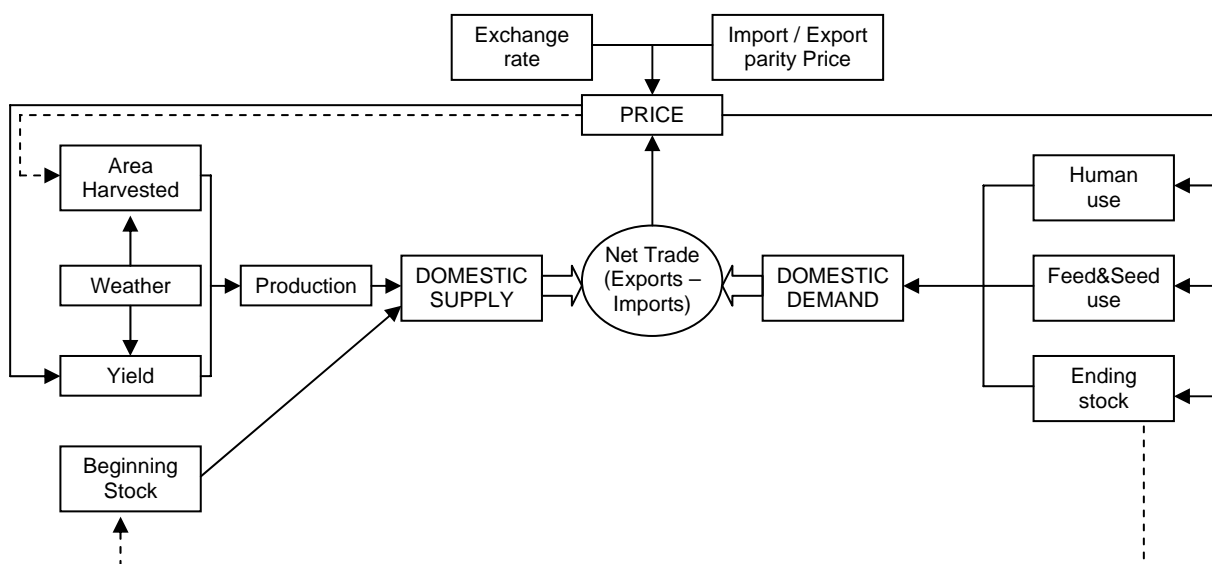 Exchange
rate
Import / Export
parity Price
PRICE
Area
Harvested
Weather
Yield
Beginning
Stock
Production
DOMESTIC
SUPPLY
Net Trade
(Exports –
Imports)
DOMESTIC
DEMAND
Human
use
Feed&Seed
use
Ending
stock